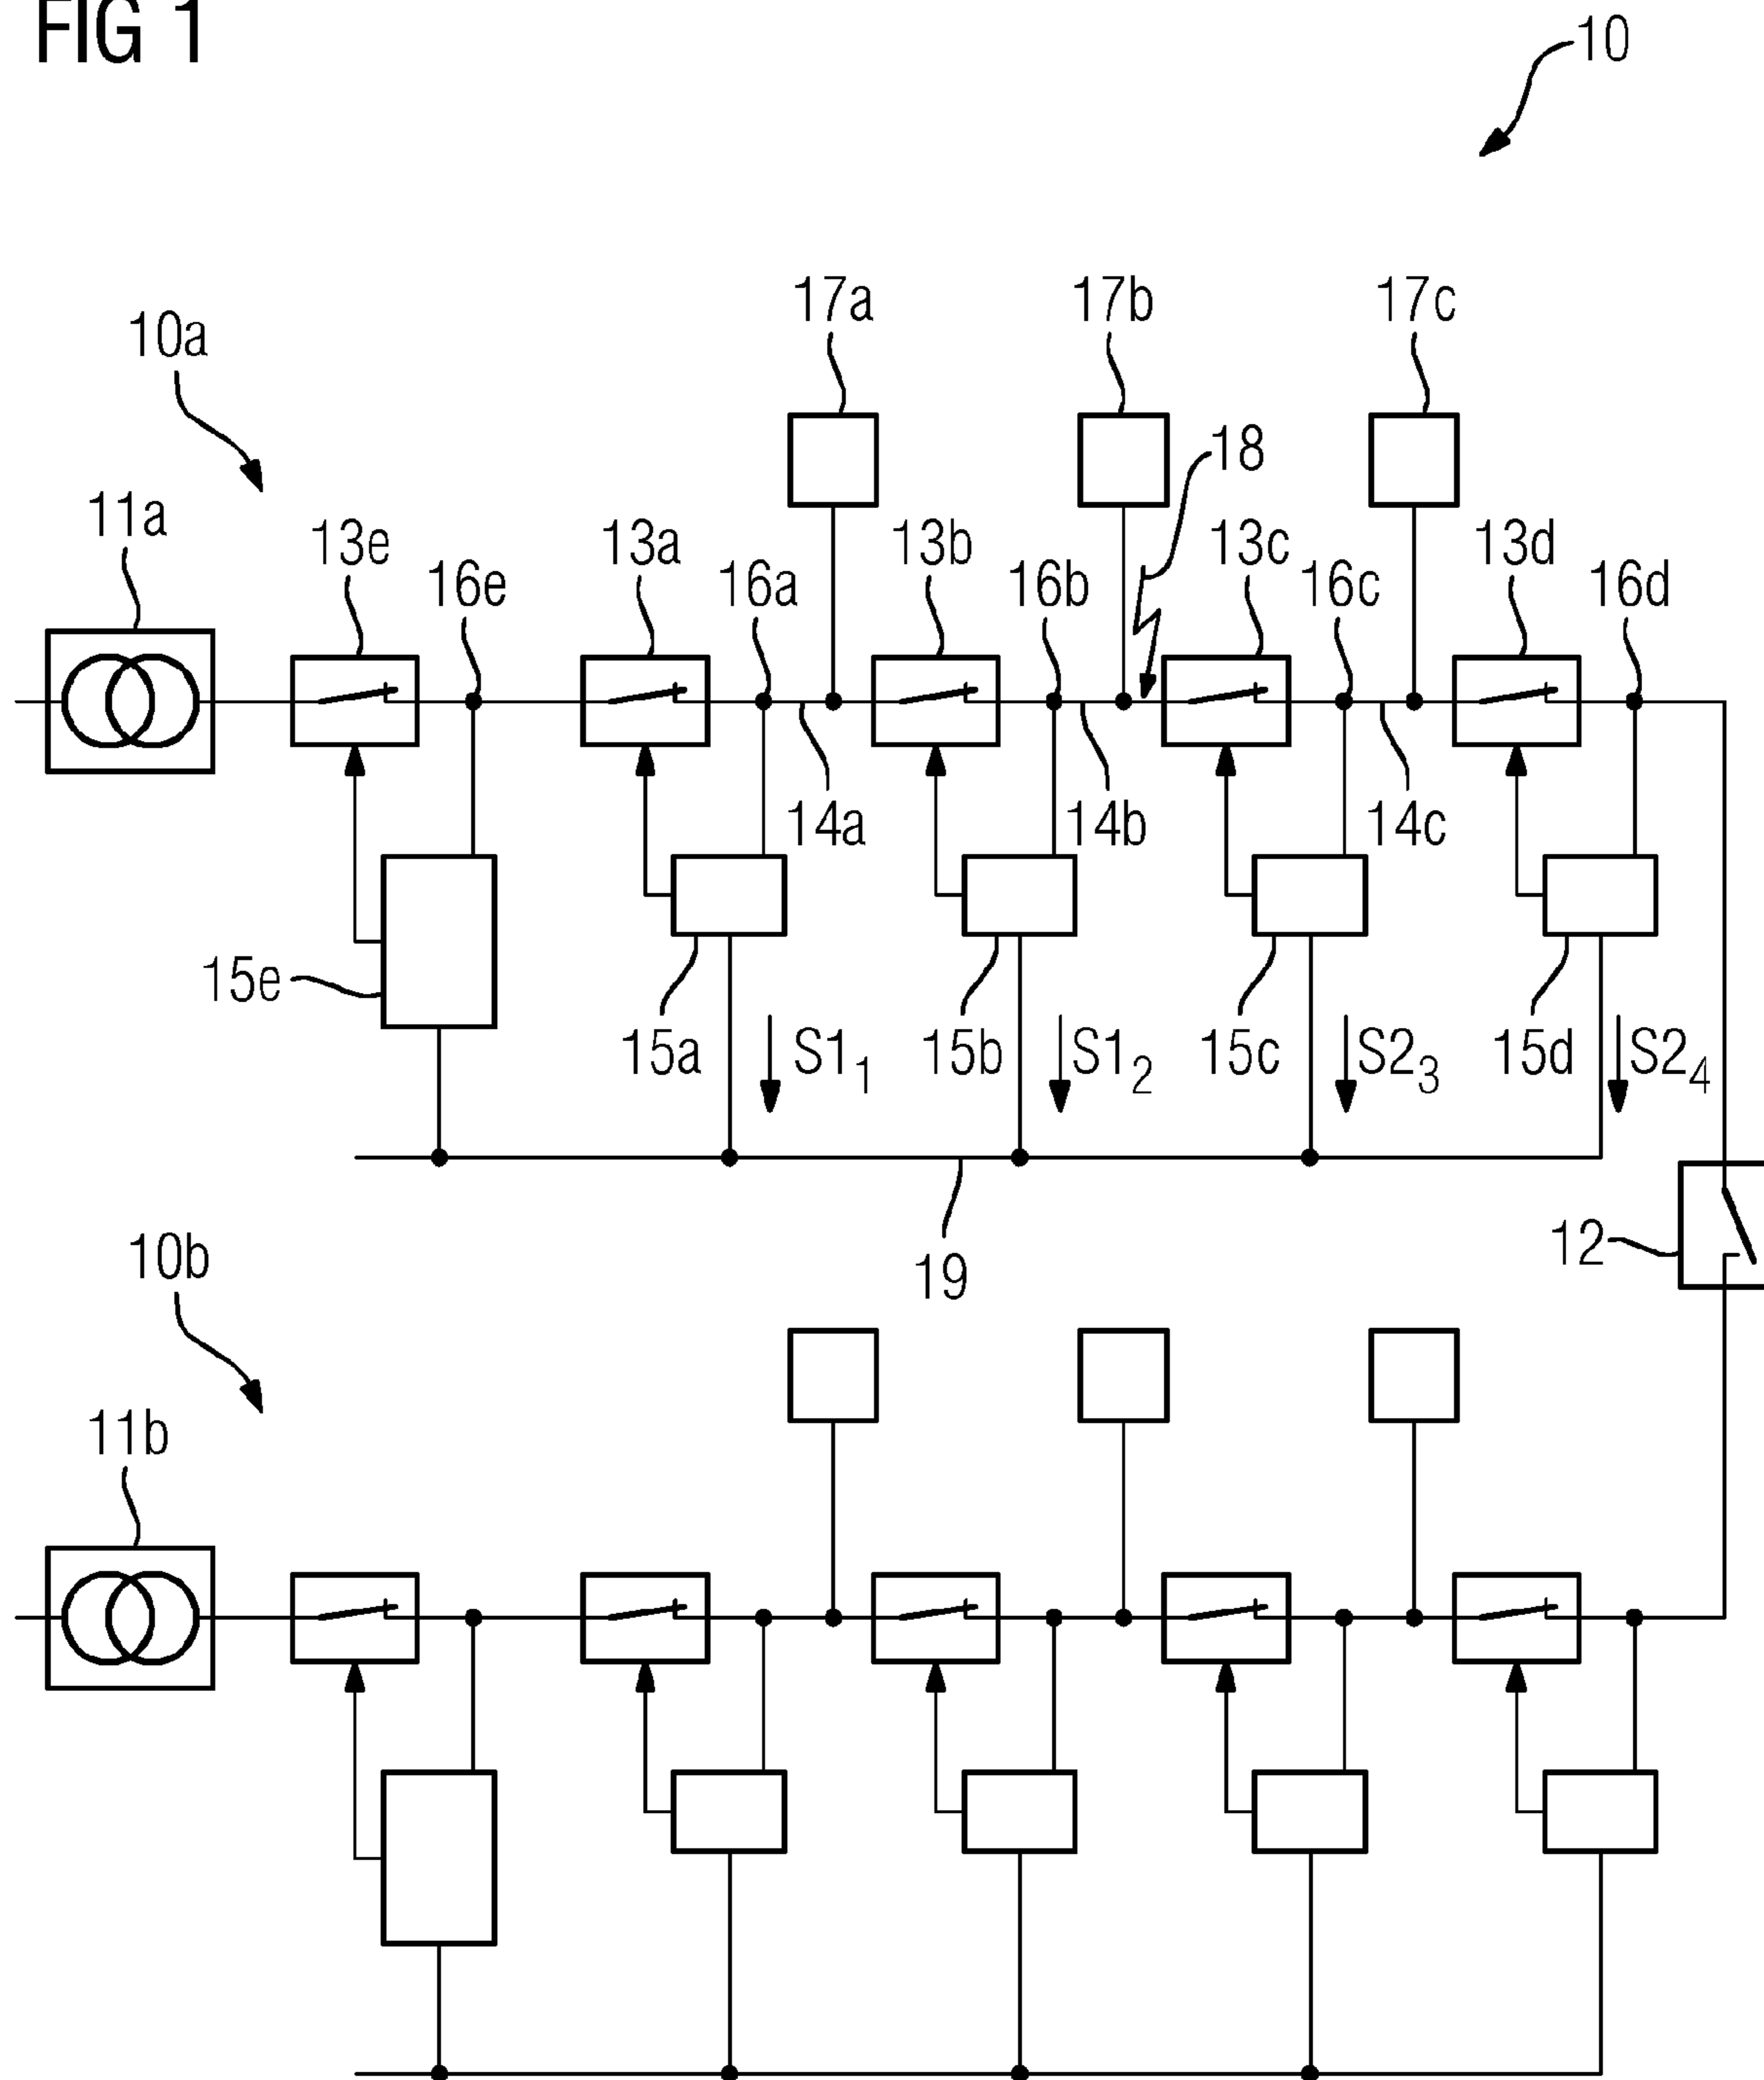 FIG 1
10
17a 17b 17c
10a
18
11a
13e 13a 13b 13c 13d
16e 16a 16b 16c 16d
14a 14b 14c
15e
15a S1₁ 15b S1₂ 15c S2₃ 15d S2₄
12
10b
19
11b